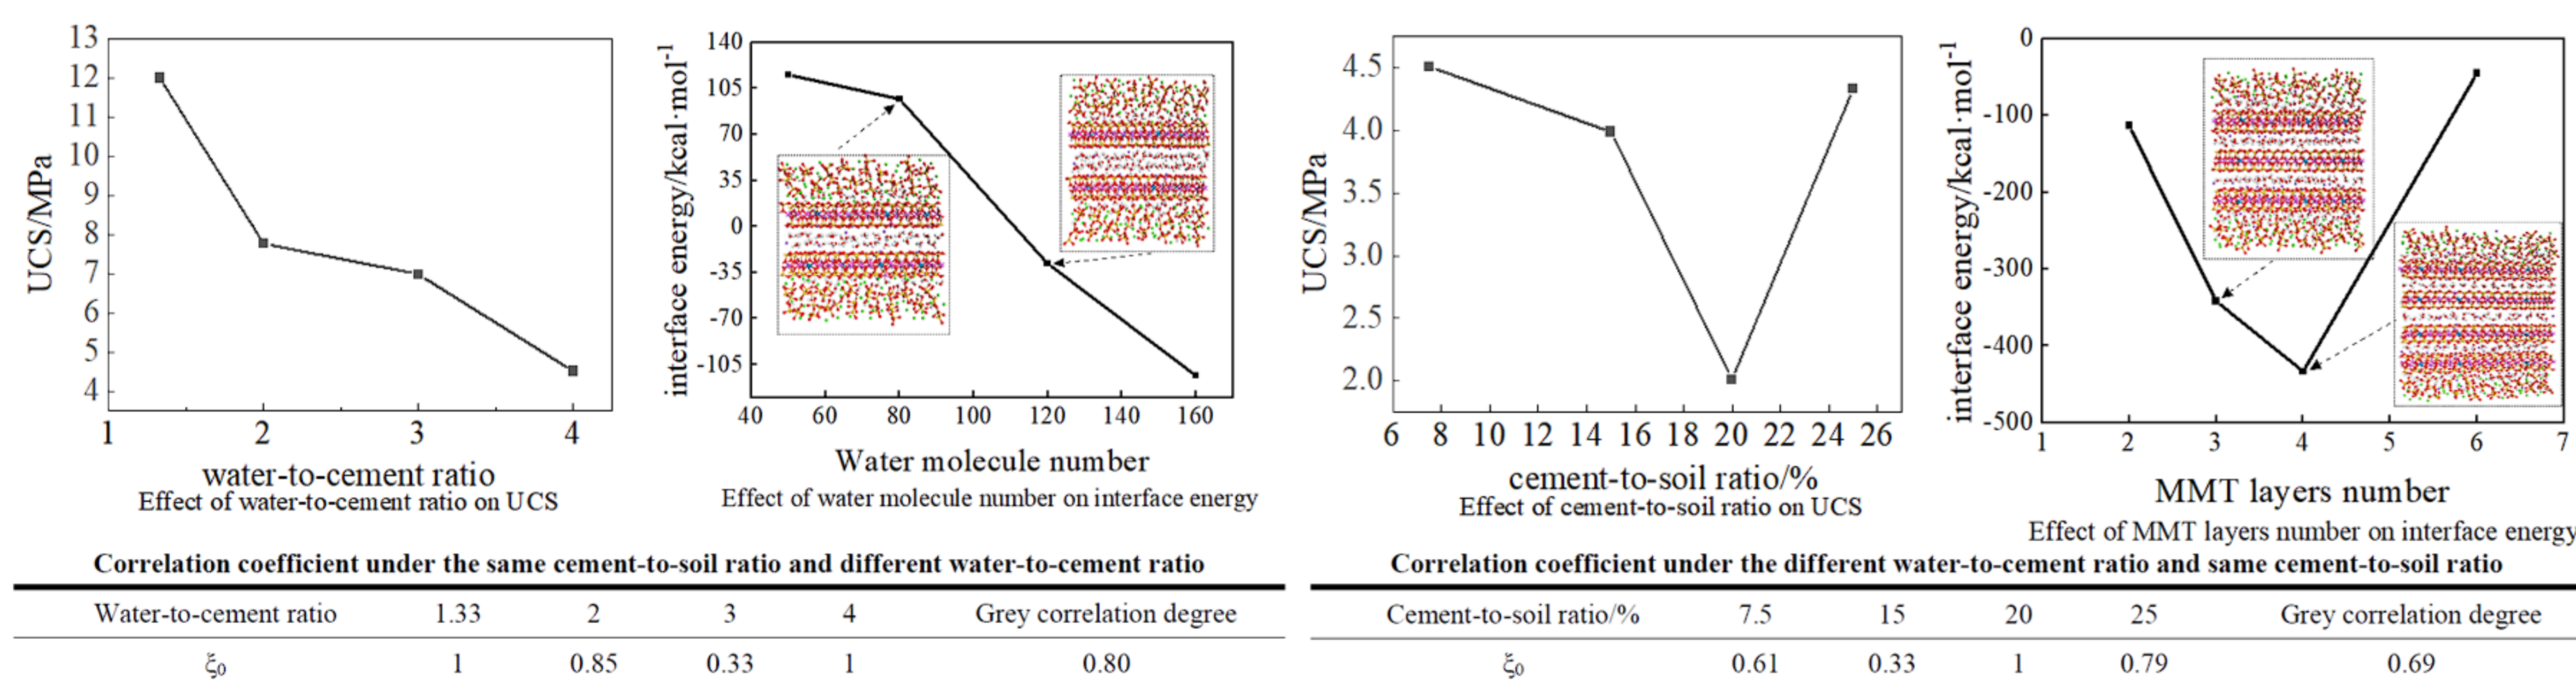 13
12
11
10
9
8
7
6
5
4
UCS/MPa
1 2 3 4
water-to-cement ratio
Effect of water-to-cement ratio on UCS
140
105
70
35
0
-35
-70
-105
interface energy/kcal·mol⁻¹
40 60 80 100 120 140 160
Water molecule number
Effect of water molecule number on interface energy
4.5
4.0
3.5
3.0
2.5
2.0
UCS/MPa
6 8 10 12 14 16 18 20 22 24 26
cement-to-soil ratio/%
Effect of cement-to-soil ratio on UCS
0
-100
-200
-300
-400
-500
interface energy/kcal·mol⁻¹
1 2 3 4 5 6 7
MMT layers number
Effect of MMT layers number on interface energy
Correlation coefficient under the same cement-to-soil ratio and different water-to-cement ratio
Water-to-cement ratio 1.33 2 3 4 Grey correlation degree
ξ₀ 1 0.85 0.33 1 0.80
Correlation coefficient under the different water-to-cement ratio and same cement-to-soil ratio
Cement-to-soil ratio/% 7.5 15 20 25 Grey correlation degree
ξ₀ 0.61 0.33 1 0.79 0.69